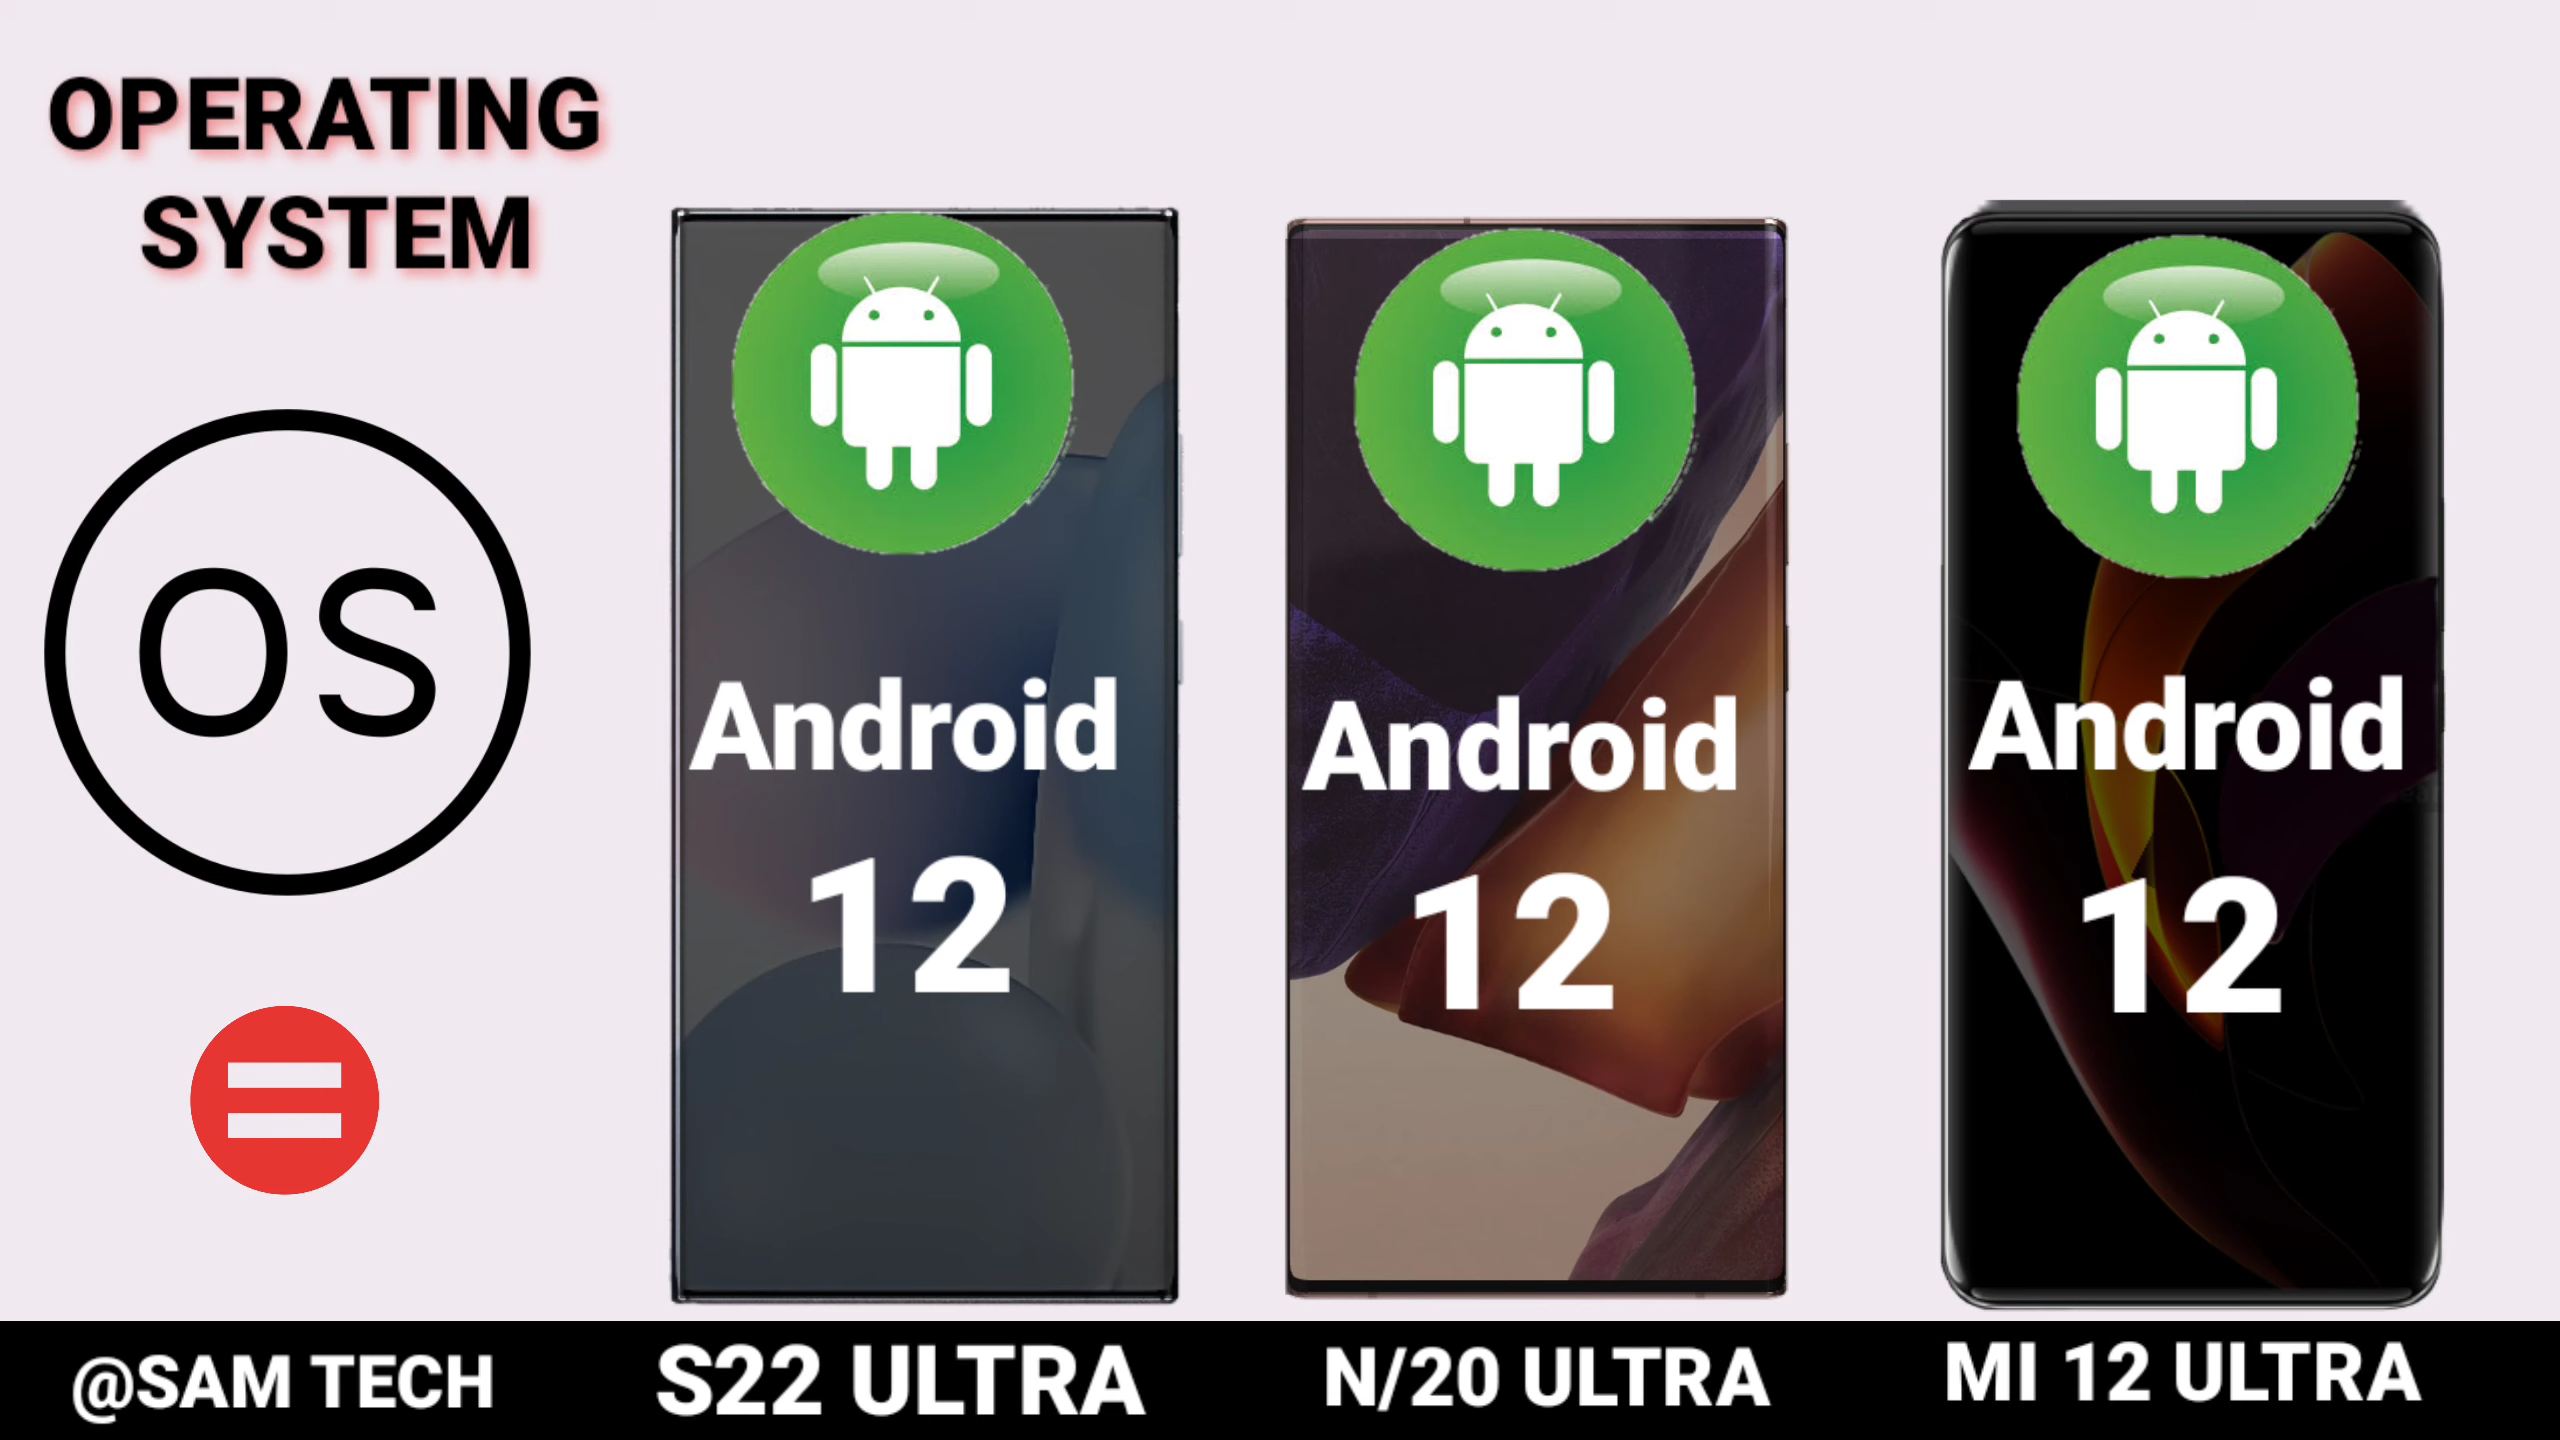 OPERATING
SYSTEM
OS
Android
12
Android
12
Android
12
@SAM TECH
S22 ULTRA
N/20 ULTRA
MI 12 ULTRA